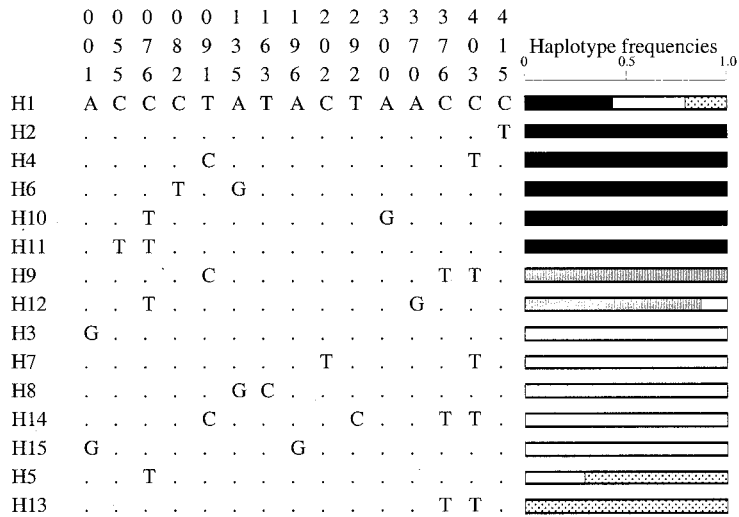 0 0 0 0 0 1 1 1 2 2 3 3 3 4 4
0 5 7 8 9 3 6 9 0 9 0 7 7 0 1 Haplotype frequencies
1 5 6 2 1 5 3 6 2 2 0 0 6 3 5 0 0.5 1.0
H1 A C C C T A T A C T A A C C C
H2 . . . . . . . . . . . . . . T
H4 . . . . C . . . . . . . . T .
H6 . . . T . G . . . . . . . . .
H10 . . T . . . . . . . G . . . .
H11 . T T . . . . . . . . . . . .
H9 . . . . C . . . . . . . T T .
H12 . . T . . . . . . . . G . . .
H3 G . . . . . . . . . . . . . .
H7 . . . . . . . . T . . . . T .
H8 . . . . . G C . . . . . . . .
H14 . . . . C . . . . C . . T T .
H15 G . . . . . . G . . . . . . .
H5 . . T . . . . . . . . . . . .
H13 . . . . . . . . . . . . T T .